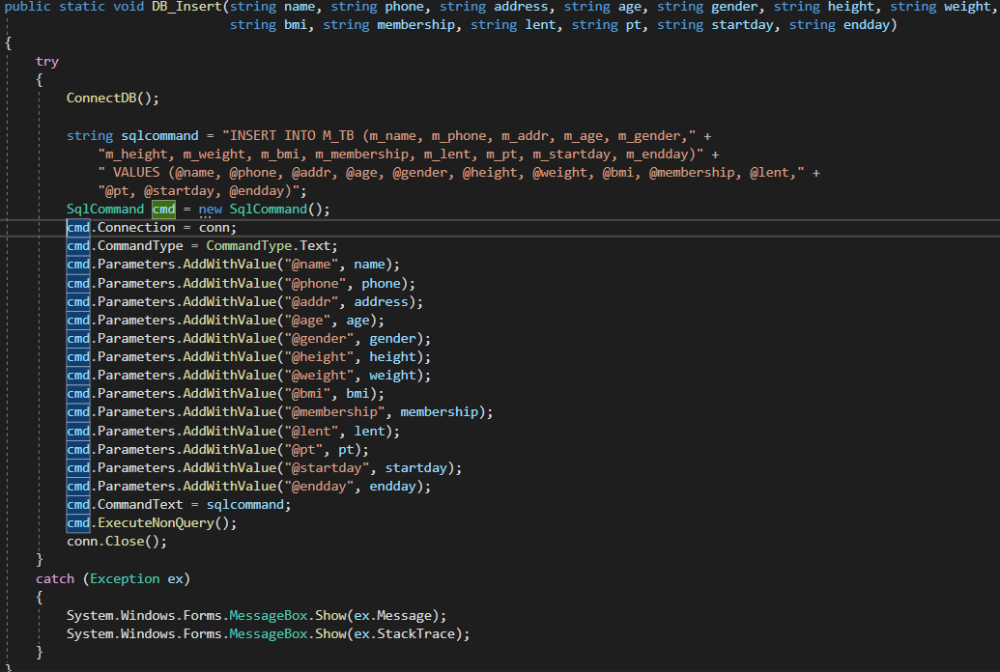 public static void DB_Insert(string name, string phone, string address, string age, string gender, string height, string weight,
string bmi, string membership, string lent, string pt, string startday, string endday)
{
try
{
ConnectDB();
string sqlcommand = "INSERT INTO M_TB (m_name, m_phone, m_addr, m_age, m_gender," +
"m_height, m_weight, m_bmi, m_membership, m_lent, m_pt, m_startday, m_endday)" +
" VALUES (@name, @phone, @addr, @age, @gender, @height, @weight, @bmi, @membership, @lent," +
"@pt, @startday, @endday)";
SqlCommand cmd = new SqlCommand();
cmd.Connection = conn;
cmd.CommandType = CommandType.Text;
cmd.Parameters.AddWithValue("@name", name);
cmd.Parameters.AddWithValue("@phone", phone);
cmd.Parameters.AddWithValue("@addr", address);
cmd.Parameters.AddWithValue("@age", age);
cmd.Parameters.AddWithValue("@gender", gender);
cmd.Parameters.AddWithValue("@height", height);
cmd.Parameters.AddWithValue("@weight", weight);
cmd.Parameters.AddWithValue("@bmi", bmi);
cmd.Parameters.AddWithValue("@membership", membership);
cmd.Parameters.AddWithValue("@lent", lent);
cmd.Parameters.AddWithValue("@pt", pt);
cmd.Parameters.AddWithValue("@startday", startday);
cmd.Parameters.AddWithValue("@endday", endday);
cmd.CommandText = sqlcommand;
cmd.ExecuteNonQuery();
conn.Close();
}
catch (Exception ex)
{
System.Windows.Forms.MessageBox.Show(ex.Message);
System.Windows.Forms.MessageBox.Show(ex.StackTrace);
}
}